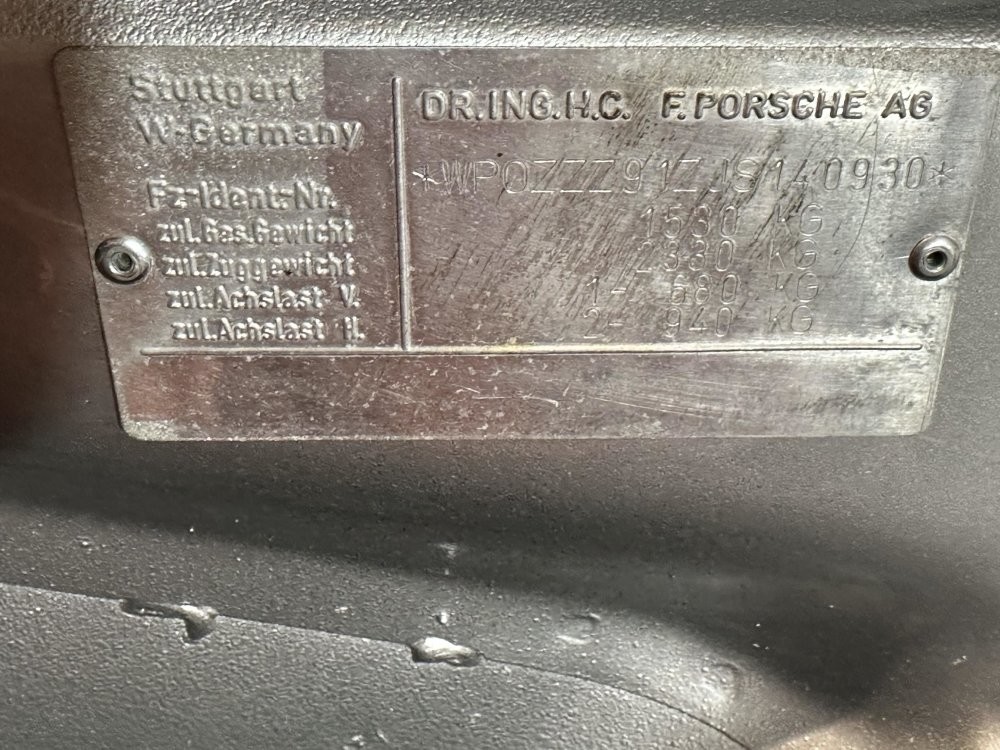 Stuttgart
W-Germany
DR.ING.H.C. F.PORSCHE AG
Fz-Ident-Nr. *WP0ZZZ91ZJS140930*
zul.Ges.Gewicht 1530 KG
zul.Zuggewicht 2330 KG
zul.Achslast V. 1- 680 KG
zul.Achslast H. 2- 940 KG